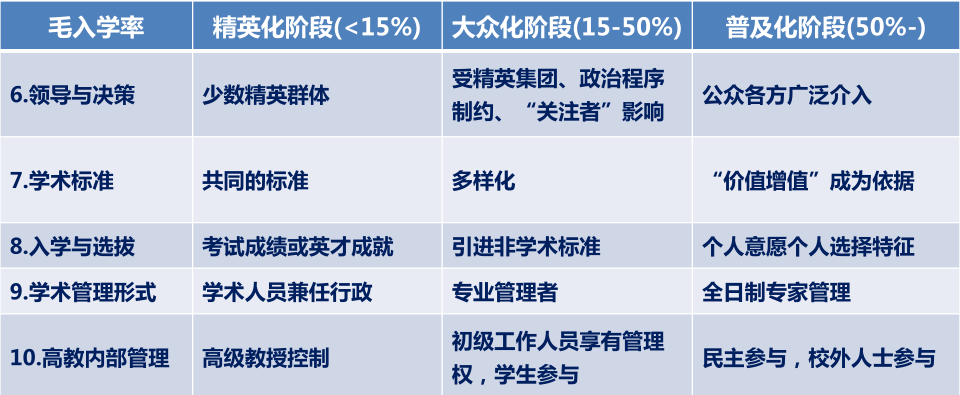 毛入学率 精英化阶段(<15%) 大众化阶段(15-50%) 普及化阶段(50%-)
6.领导与决策 少数精英群体 受精英集团、政治程序
制约、“关注者”影响 公众各方广泛介入
7.学术标准 共同的标准 多样化 “价值增值”成为依据
8.入学与选拔 考试成绩或英才成就 引进非学术标准 个人意愿个人选择特征
9.学术管理形式 学术人员兼任行政 专业管理者 全日制专家管理
10.高教内部管理 高级教授控制 初级工作人员享有管理
权，学生参与 民主参与，校外人士参与